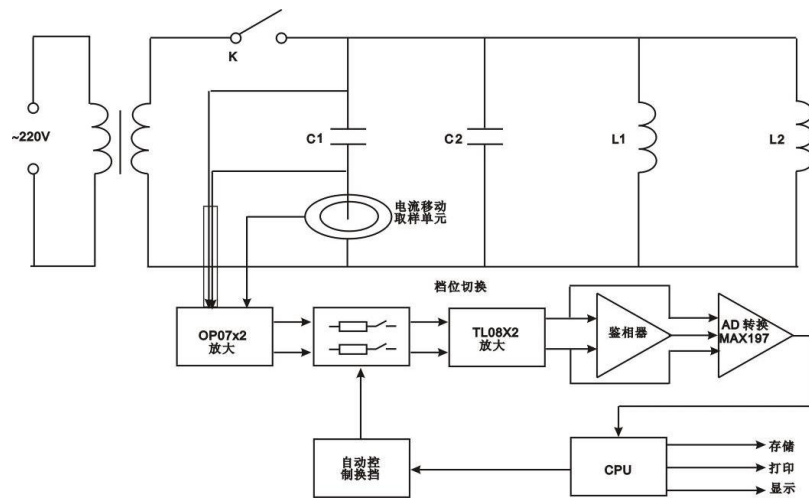 K
~220V
C1
C2
L1
L2
电流移动
取样单元
档位切换
OP07x2
放大
TL08X2
放大
鉴相器
AD 转换
MAX197
自动控
制换挡
CPU
存储
打印
显示